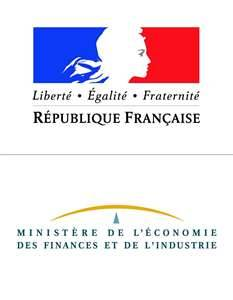 Liberté • Égalité • Fraternité
RÉPUBLIQUE FRANÇAISE
MINISTÈRE DE L'ÉCONOMIE
DES FINANCES ET DE L'INDUSTRIE